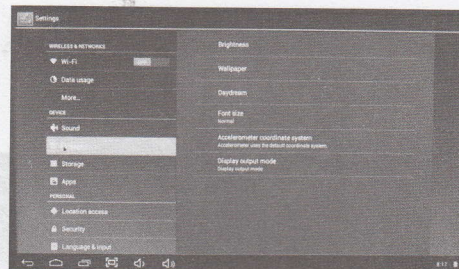 Settings
WIRELESS & NETWORKS
Wi-Fi
Data usage
More...
DEVICE
Sound
Storage
Apps
PERSONAL
Location access
Security
Language & input
Brightness
Wallpaper
Daydream
Font size
Normal
Accelerometer coordinate system
Accelerometer uses the default coordinate system.
Display output mode
Display output mode
8:17